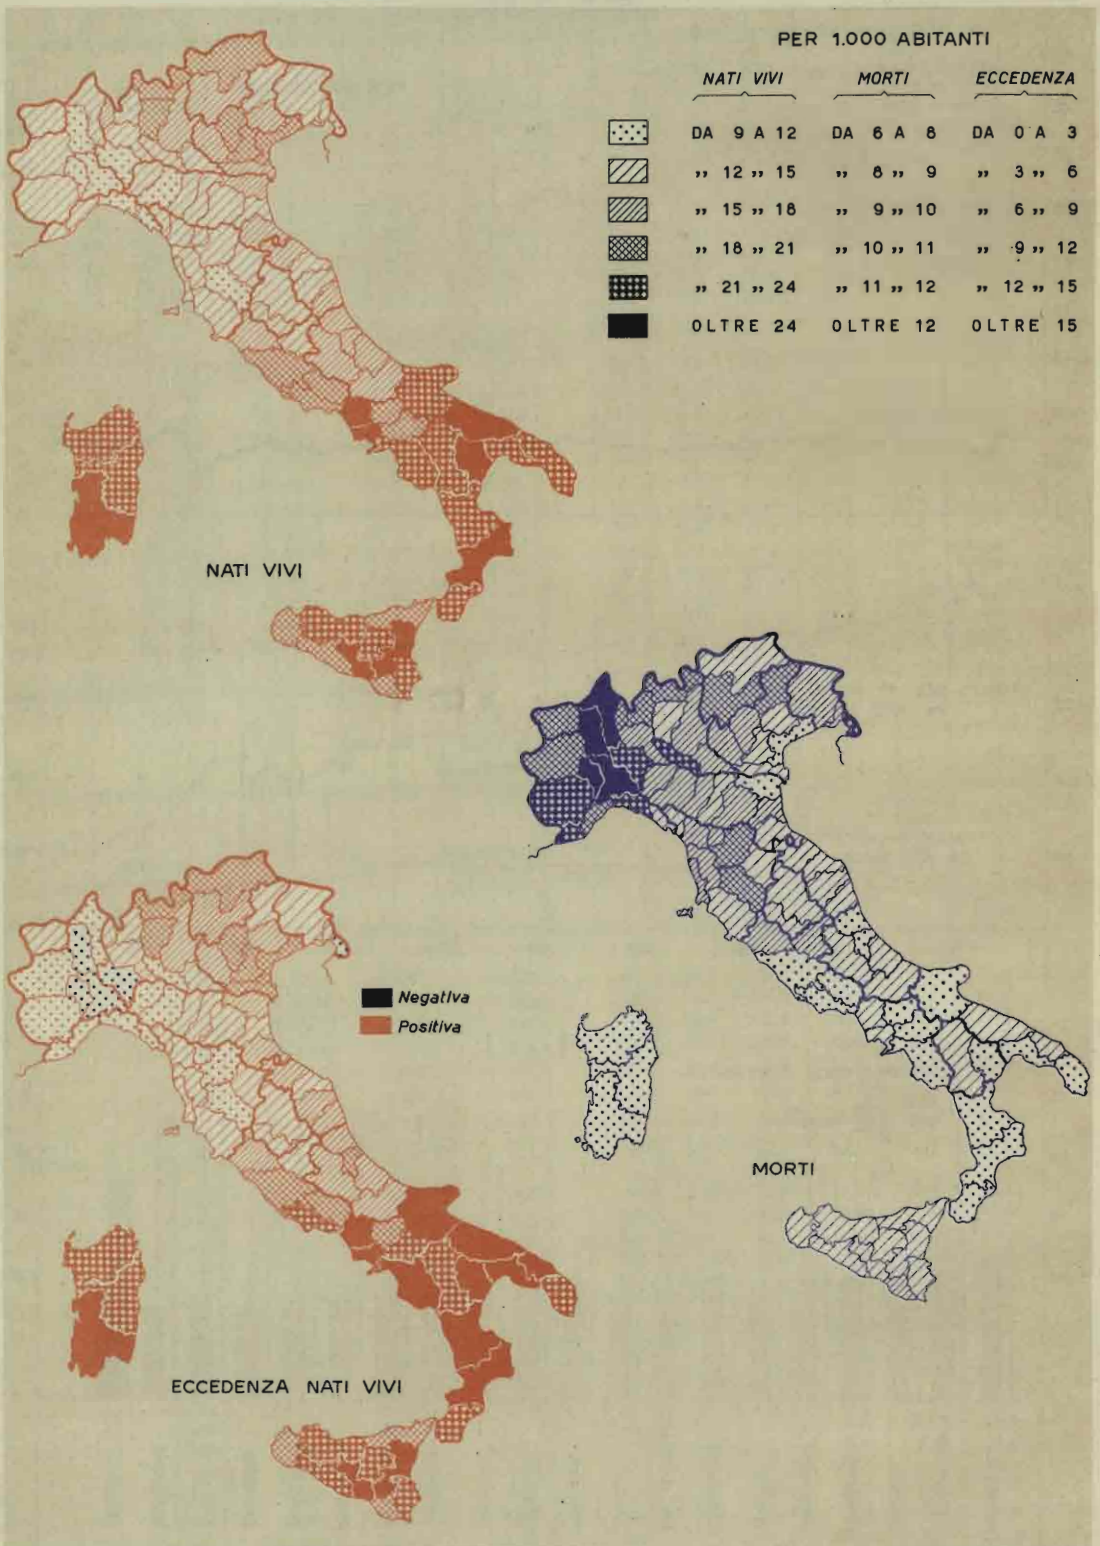 PER 1.000 ABITANTI
NATI VIVI MORTI ECCEDENZA
DA 9 A 12 DA 6 A 8 DA 0 A 3
,, 12 ,, 15 ,, 8 ,, 9 ,, 3 ,, 6
,, 15 ,, 18 ,, 9 ,, 10 ,, 6 ,, 9
,, 18 ,, 21 ,, 10 ,, 11 ,, 9 ,, 12
,, 21 ,, 24 ,, 11 ,, 12 ,, 12 ,, 15
OLTRE 24 OLTRE 12 OLTRE 15
NATI VIVI
Negativa
Positiva
MORTI
ECCEDENZA NATI VIVI